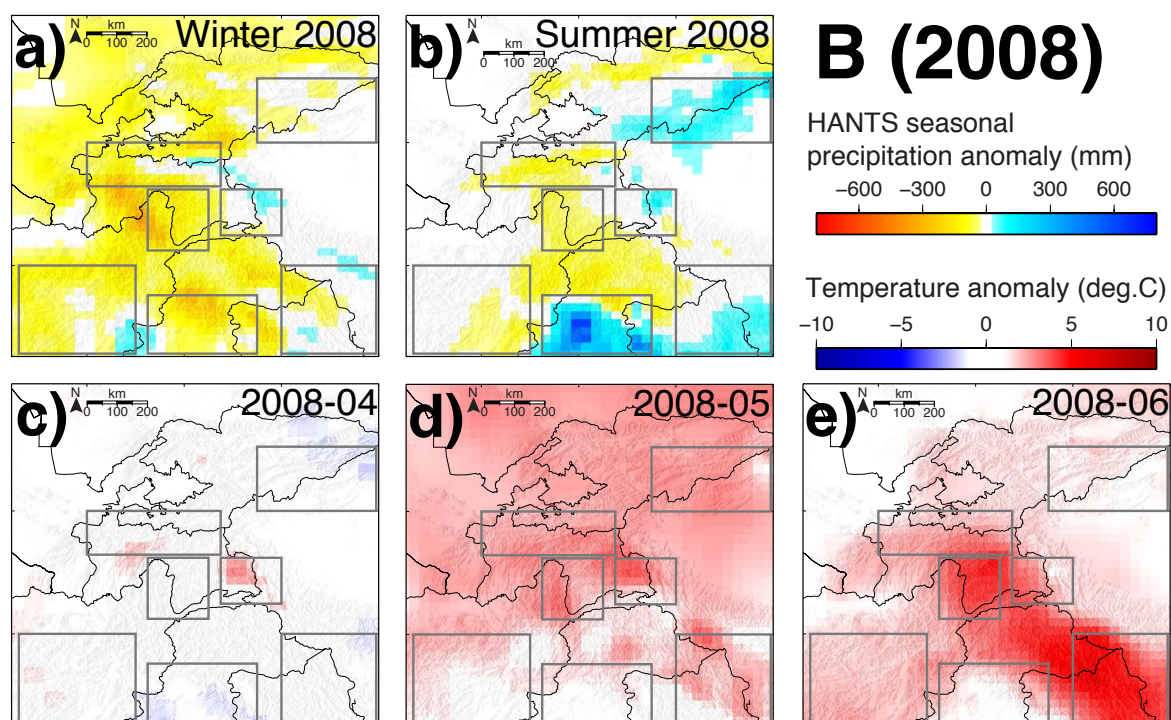 a)
N
km
0 100 200
Winter 2008
b)
N
km
0 100 200
Summer 2008
B (2008)
HANTS seasonal
precipitation anomaly (mm)
−600 −300 0 300 600
Temperature anomaly (deg.C)
−10 −5 0 5 10
c)
N
km
0 100 200
2008-04
d)
N
km
0 100 200
2008-05
e)
N
km
0 100 200
2008-06